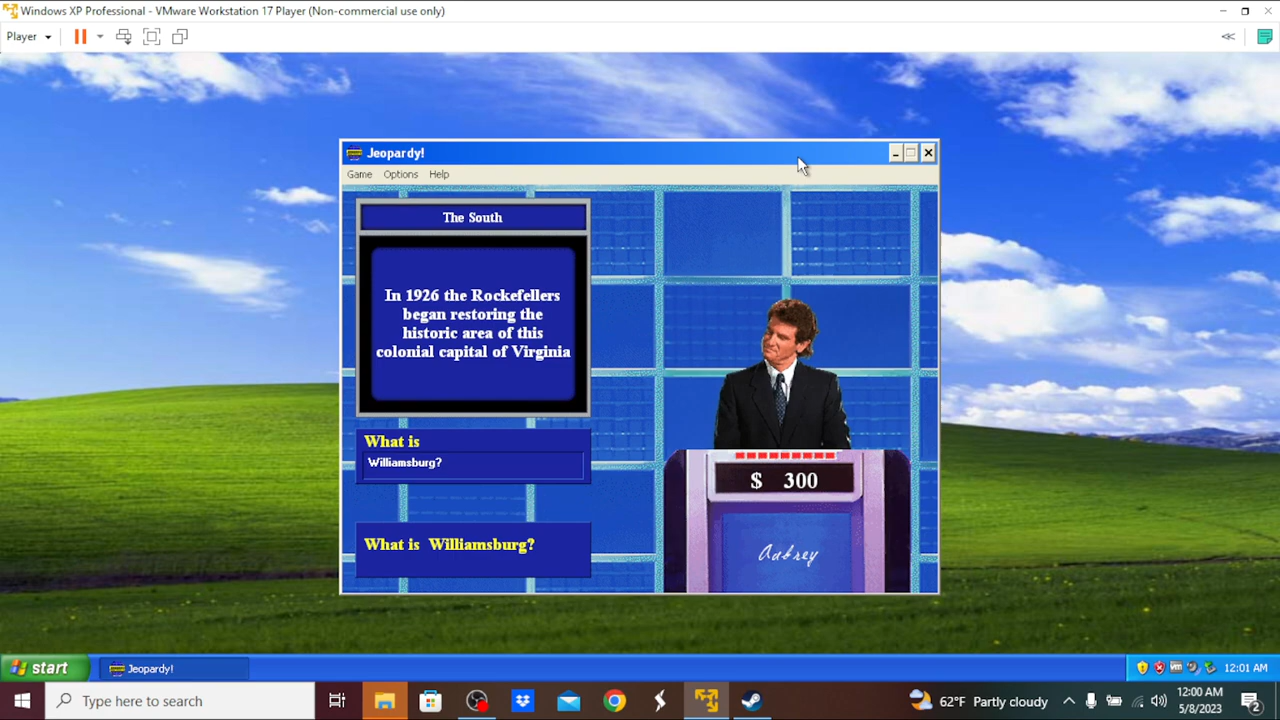 Windows XP Professional - VMware Workstation 17 Player (Non-commercial use only)
Player
Jeopardy!
Game Options Help
The South
In 1926 the Rockefellers
began restoring the
historic area of this
colonial capital of Virginia
What is
Williamsburg?
What is Williamsburg?
$ 300
Aubrey
start
Jeopardy!
12:01 AM
Type here to search
62°F Partly cloudy
12:00 AM
5/8/2023
2